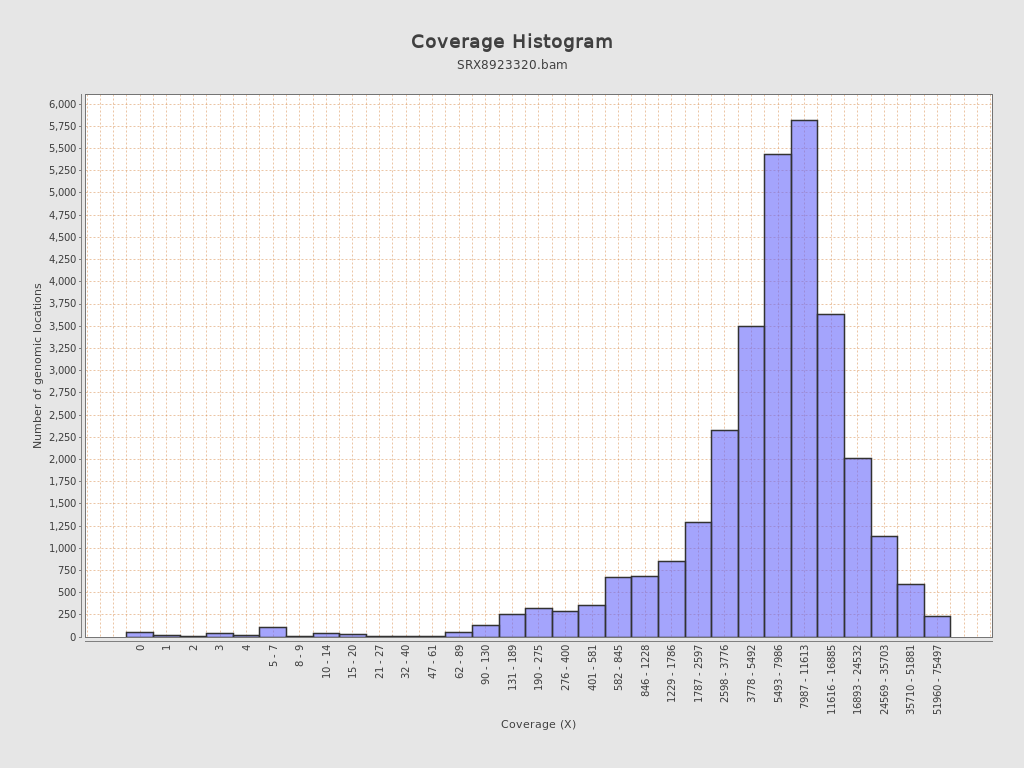 Coverage Histogram
SRX8923320.bam
6,000
5,750
5,500
5,250
5,000
4,750
4,500
4,250
4,000
3,750
3,500
3,250
3,000
2,750
2,500
2,250
2,000
1,750
1,500
1,250
1,000
750
500
250
0
Number of genomic locations
0
1
2
3
4
5 - 7
8 - 9
10 - 14
15 - 20
21 - 27
32 - 40
47 - 61
62 - 89
90 - 130
131 - 189
190 - 275
276 - 400
401 - 581
582 - 845
846 - 1228
1229 - 1786
1787 - 2597
2598 - 3776
3778 - 5492
5493 - 7986
7987 - 11613
11616 - 16885
16893 - 24532
24569 - 35703
35710 - 51881
51960 - 75497
Coverage (X)